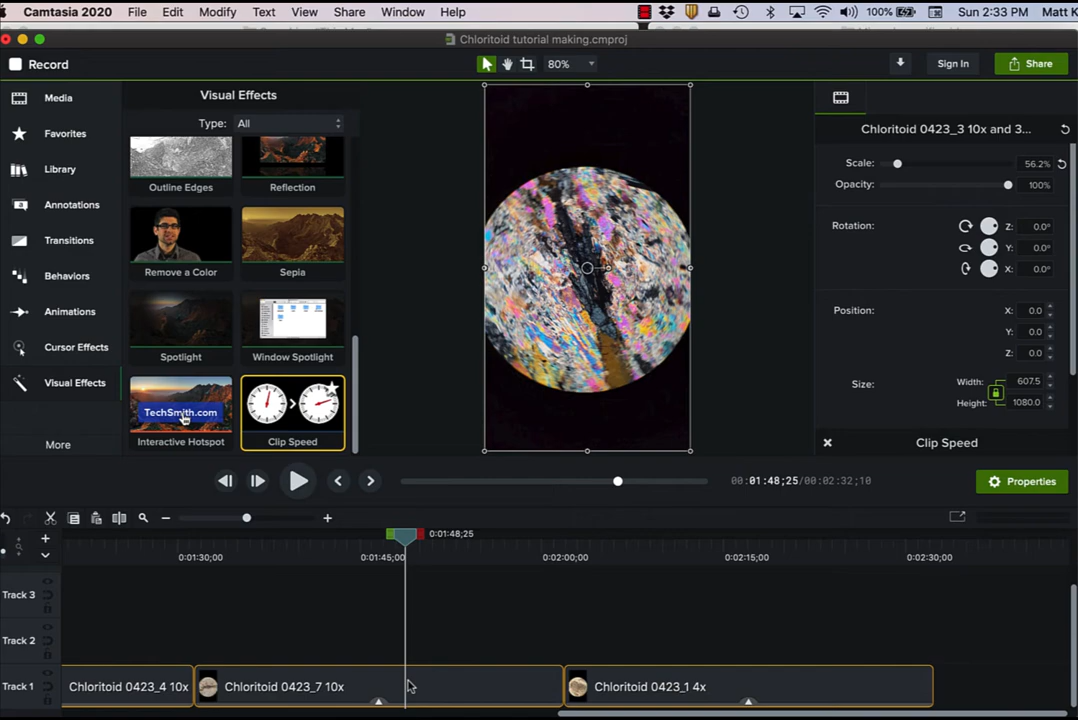 Camtasia 2020 File Edit Modify Text View Share Window Help 100% Sun 2:33 PM Matt K
Chloritoid tutorial making.cmproj
Record 80% Sign In Share
Media
Favorites
Library
Annotations
Transitions
Behaviors
Animations
Cursor Effects
Visual Effects
More
Visual Effects
Type: All
Outline Edges Reflection
Remove a Color Sepia
Spotlight Window Spotlight
TechSmith.com
Interactive Hotspot Clip Speed
Chloritoid 0423_3 10x and 3...
Scale: 56.2%
Opacity: 100%
Rotation: Z: 0.0°
Y: 0.0°
X: 0.0°
Position: X: 0.0
Y: 0.0
Z: 0.0
Size: Width: 607.5
Height: 1080.0
Clip Speed
00:01:48;25/00:02:32;10 Properties
0:01:48;25
0:01:30;00 0:01:45;00 0:02:00;00 0:02:15;00 0:02:30;00
Track 3
Track 2
Track 1 Chloritoid 0423_4 10x Chloritoid 0423_7 10x Chloritoid 0423_1 4x